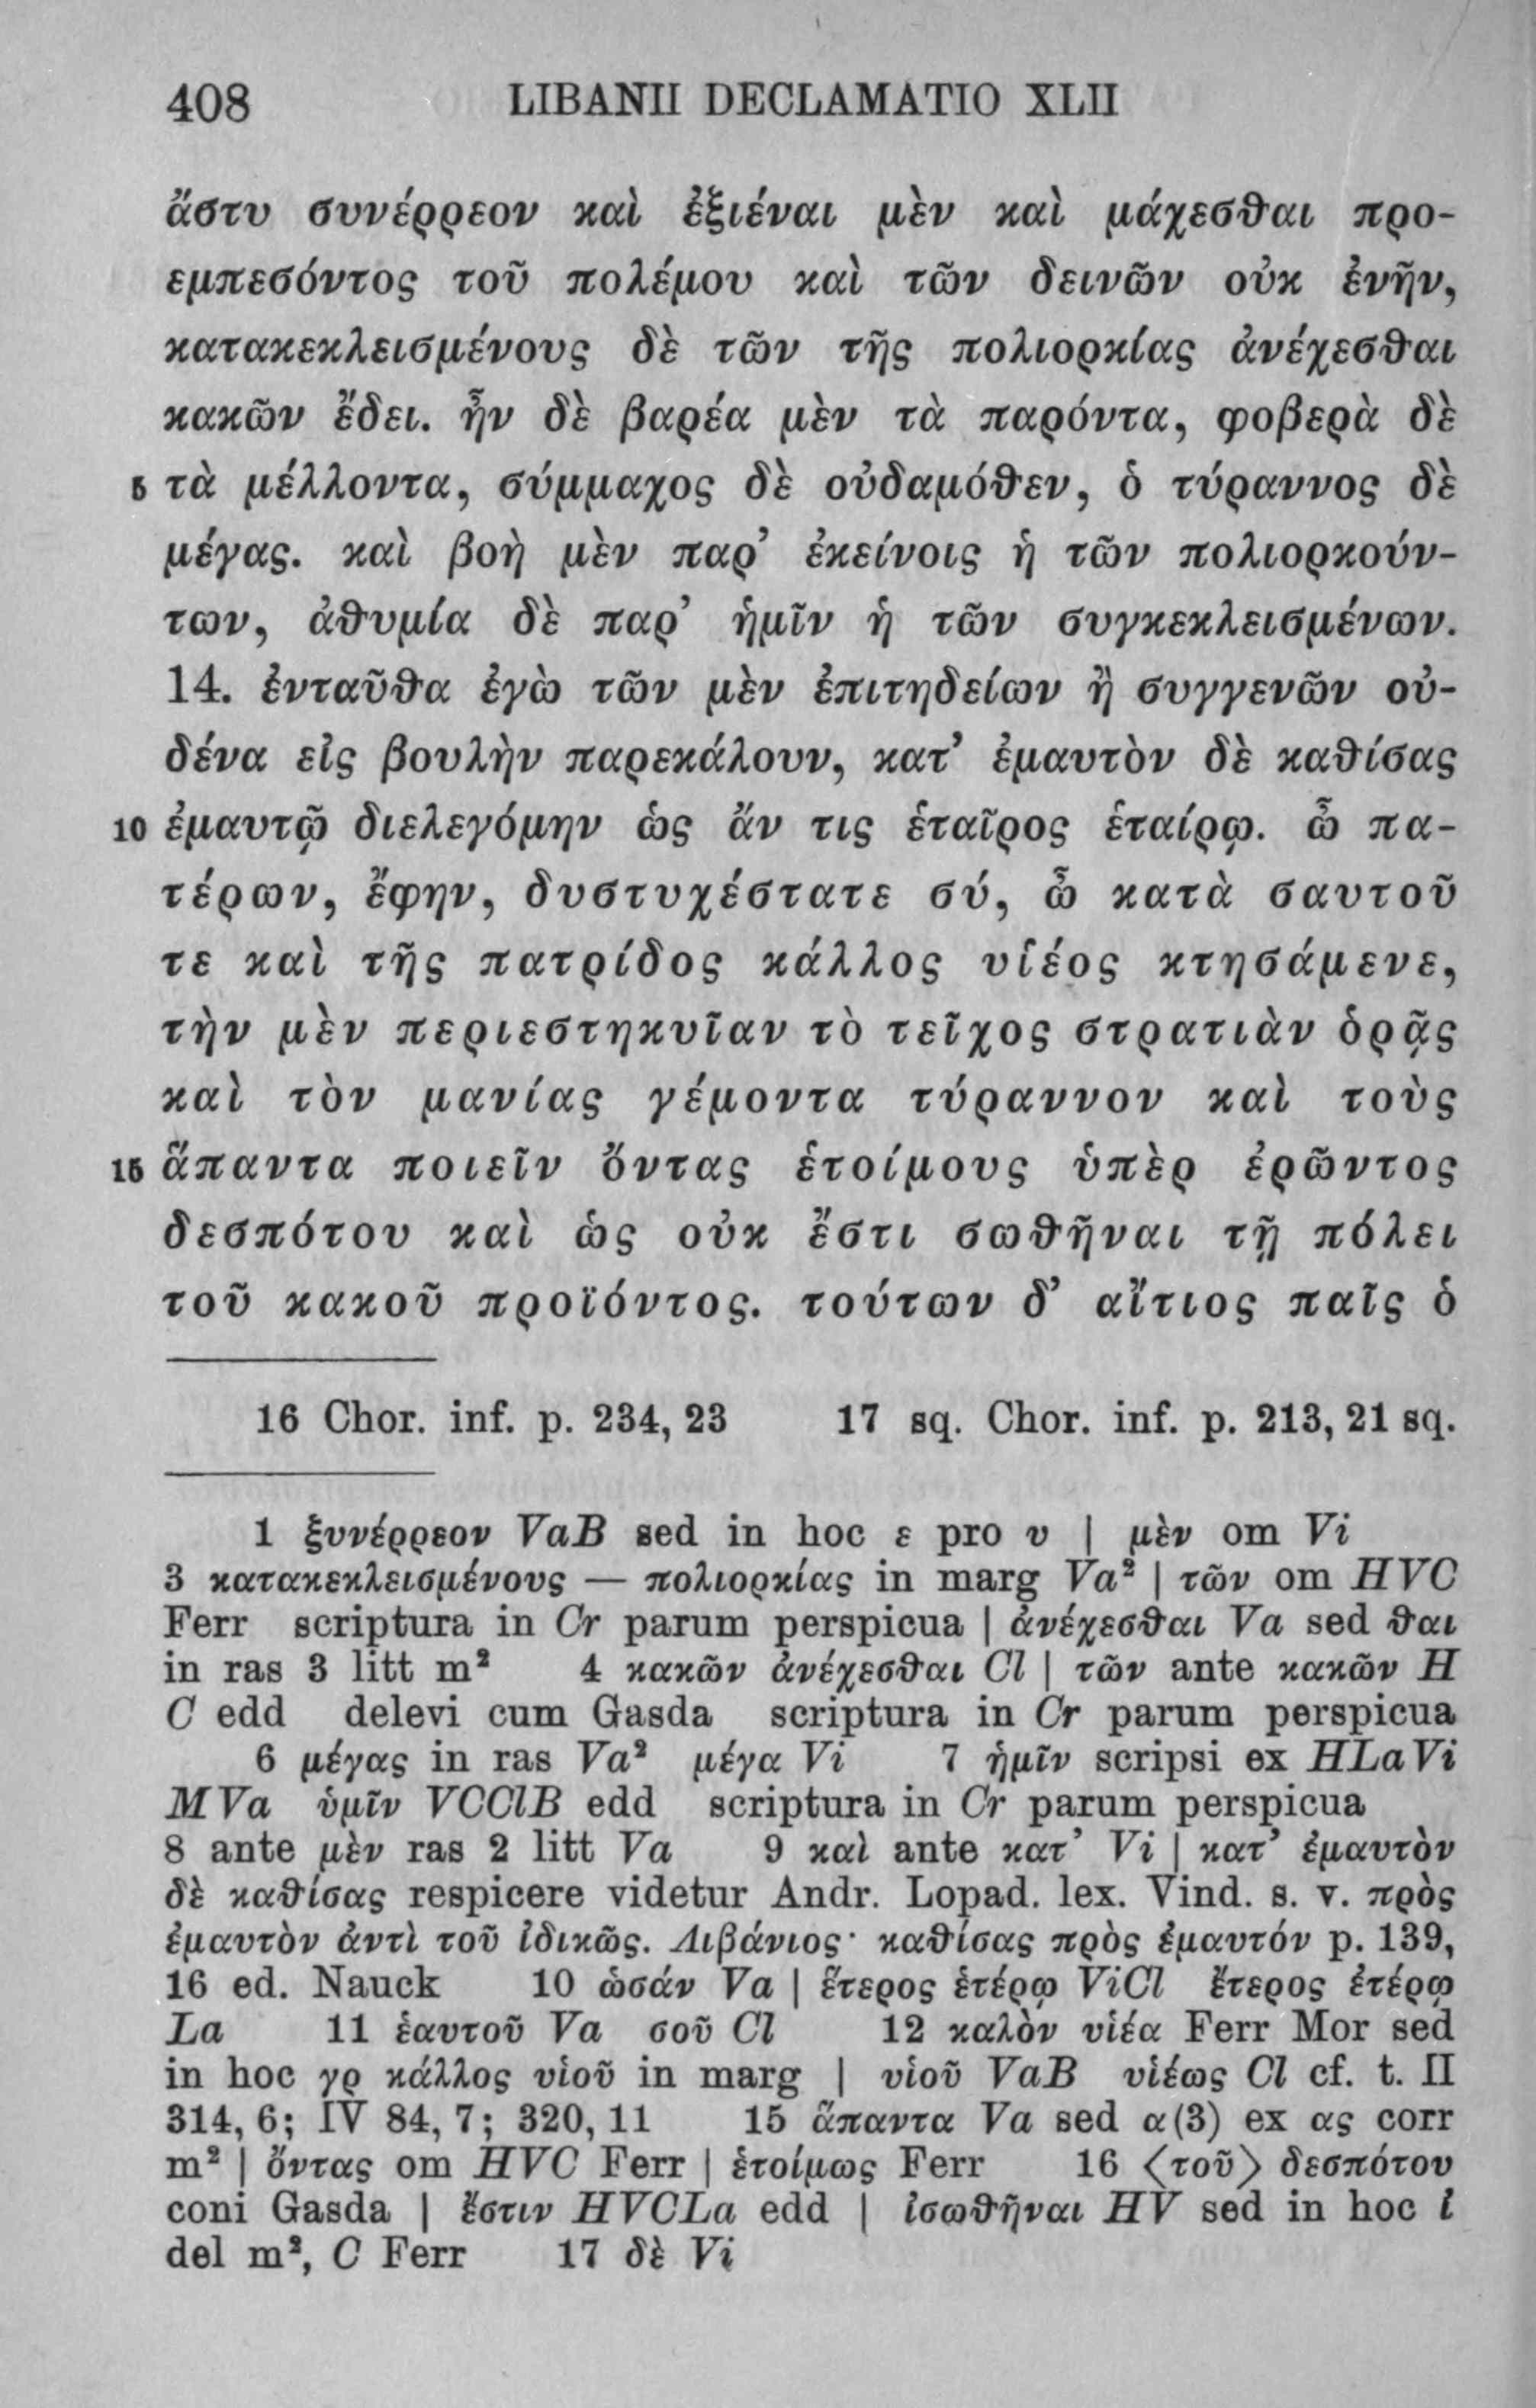 408 LIBANII DECLAMATIO XLII
ἄστυ συνέρρεον καὶ ἐξιέναι μὲν καὶ μάχεσθαι προ-
εμπεσόντος τοῦ πολέμου καὶ τῶν δεινῶν οὐκ ἐνῆν,
κατακεκλεισμένους δὲ τῶν τῆς πολιορκίας ἀνέχεσθαι
κακῶν ἔδει. ἦν δὲ βαρέα μὲν τὰ παρόντα, φοβερὰ δὲ
5 τὰ μέλλοντα, σύμμαχος δὲ οὐδαμόθεν, ὁ τύραννος δὲ
μέγας. καὶ βοὴ μὲν παρ’ ἐκείνοις ἡ τῶν πολιορκούν-
των, ἀθυμία δὲ παρ’ ἡμῖν ἡ τῶν συγκεκλεισμένων.
14. ἐνταῦθα ἐγὼ τῶν μὲν ἐπιτηδείων ἢ συγγενῶν οὐ-
δένα εἰς βουλὴν παρεκάλουν, κατ’ ἐμαυτὸν δὲ καθίσας
10 ἐμαυτῷ διελεγόμην ὡς ἄν τις ἑταῖρος ἑταίρῳ. ὦ πα-
τέρων, ἔφην, δυστυχέστατε σύ, ὦ κατὰ σαυτοῦ
τε καὶ τῆς πατρίδος κάλλος υἱέος κτησάμενε,
τὴν μὲν περιεστηκυῖαν τὸ τεῖχος στρατιὰν ὁρᾷς
καὶ τὸν μανίας γέμοντα τύραννον καὶ τοὺς
15 ἅπαντα ποιεῖν ὄντας ἑτοίμους ὑπὲρ ἐρῶντος
δεσπότου καὶ ὡς οὐκ ἔστι σωθῆναι τῇ πόλει
τοῦ κακοῦ προϊόντος. τούτων δ’ αἴτιος παῖς ὁ
16 Chor. inf. p. 234, 23 17 sq. Chor. inf. p. 213, 21 sq.
1 ξυνέρρεον VaB sed in hoc ε pro υ | μὲν om Vi
3 κατακεκλεισμένους — πολιορκίας in marg Va² | τῶν om HVC
Ferr scriptura in Cr parum perspicua | ἀνέχεσθαι Va sed θαι
in ras 3 litt m² 4 κακῶν ἀνέχεσθαι Cl | τῶν ante κακῶν H
C edd delevi cum Gasda scriptura in Cr parum perspicua
6 μέγας in ras Va² μέγα Vi 7 ἡμῖν scripsi ex HLaVi
MVa ὑμῖν VCClB edd scriptura in Cr parum perspicua
8 ante μὲν ras 2 litt Va 9 καὶ ante κατ’ Vi | κατ’ ἐμαυτὸν
δὲ καθίσας respicere videtur Andr. Lopad. lex. Vind. s. v. πρὸς
ἐμαυτὸν ἀντὶ τοῦ ἰδικῶς. Λιβάνιος· καθίσας πρὸς ἐμαυτόν p. 139,
16 ed. Nauck 10 ὡσάν Va | ἕτερος ἑτέρῳ ViCl ἔτερος ἐτέρῳ
La 11 ἑαυτοῦ Va σοῦ Cl 12 καλὸν υἱέα Ferr Mor sed
in hoc γρ κάλλος υἱοῦ in marg | υἱοῦ VaB υἱέως Cl cf. t. II
314, 6; IV 84, 7; 320, 11 15 ἅπαντα Va sed α(3) ex ας corr
m² | ὄντας om HVC Ferr | ἑτοίμως Ferr 16 ⟨τοῦ⟩ δεσπότου
coni Gasda | ἔστιν HVCLa edd | ἰσωθῆναι HV sed in hoc ἰ
del m², C Ferr 17 δὲ Vi